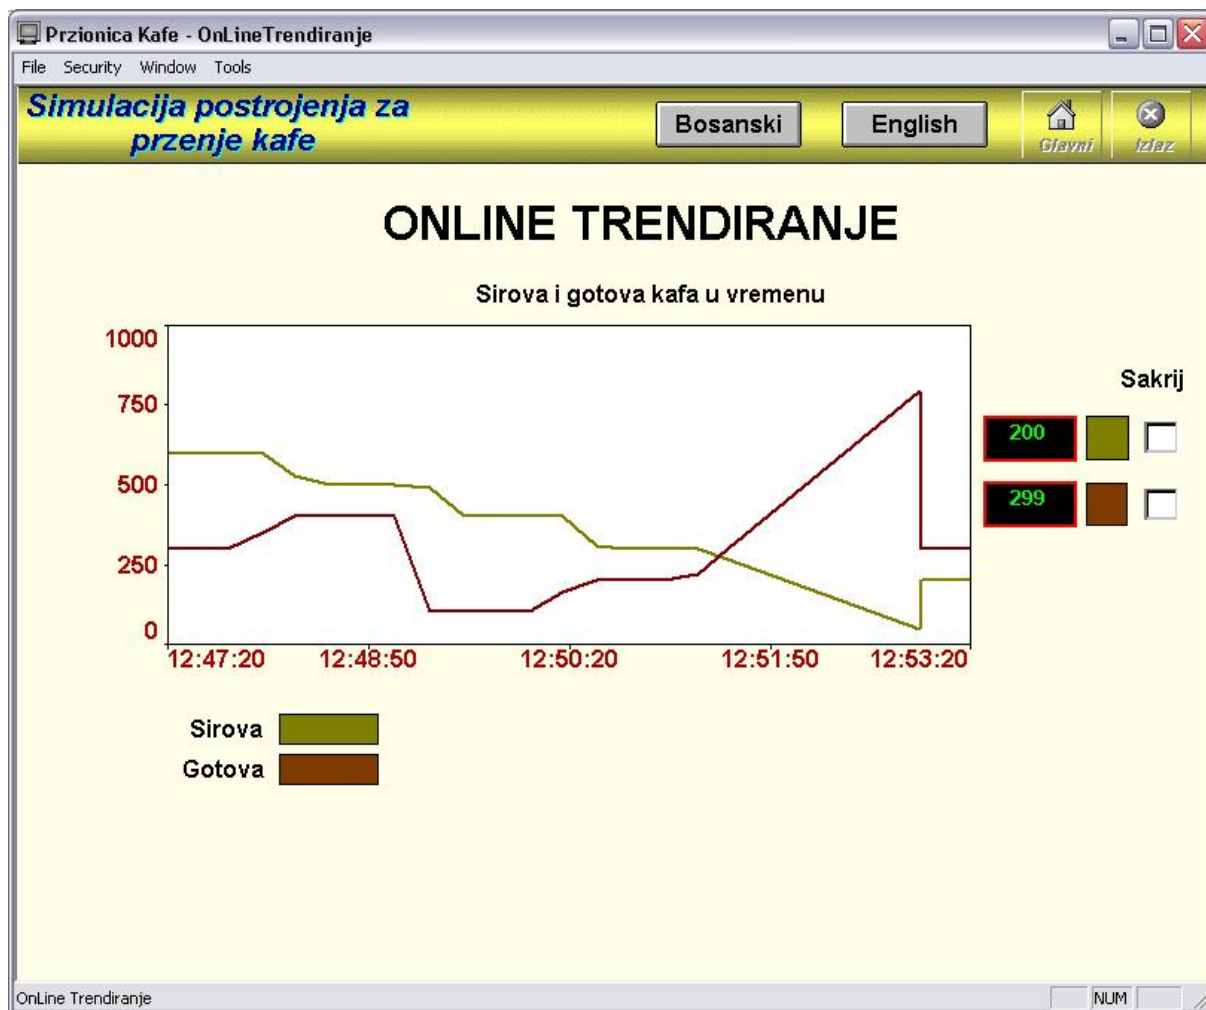 Przionica Kafe - OnLineTrendiranje
File Security Window Tools
Simulacija postrojenja za
przenje kafe
Bosanski
English
Glavni
Izlaz
ONLINE TRENDIRANJE
Sirova i gotova kafa u vremenu
1000
750
500
250
0
12:47:20 12:48:50 12:50:20 12:51:50 12:53:20
Sakrij
200
299
Sirova
Gotova
OnLine Trendiranje
NUM